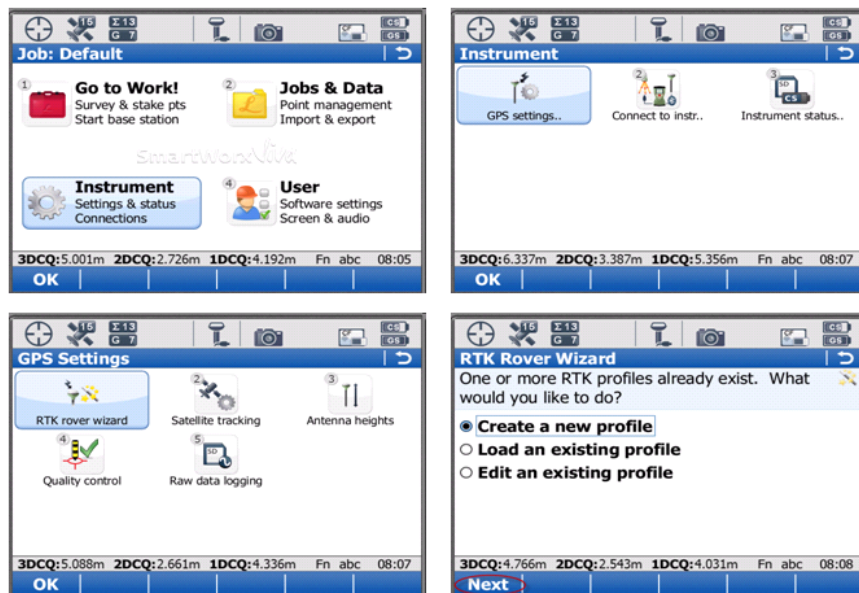 15 Σ 13 G 7 CS GS
Job: Default
1 Go to Work!
Survey & stake pts
Start base station
2 Jobs & Data
Point management
Import & export
SmartWorx Viva
Instrument
Settings & status
Connections
4 User
Software settings
Screen & audio
3DCQ:5.001m 2DCQ:2.726m 1DCQ:4.192m Fn abc 08:05
OK
15 Σ 13 G 7 CS GS
Instrument
GPS settings..
2 Connect to instr..
3 SD CS Instrument status..
3DCQ:6.337m 2DCQ:3.387m 1DCQ:5.356m Fn abc 08:07
OK
15 Σ 13 G 7 CS GS
GPS Settings
RTK rover wizard
2 Satellite tracking
3 Antenna heights
4 Quality control
5 SD Raw data logging
3DCQ:5.088m 2DCQ:2.661m 1DCQ:4.336m Fn abc 08:07
OK
15 Σ 13 G 7 CS GS
RTK Rover Wizard
One or more RTK profiles already exist. What
would you like to do?
Create a new profile
Load an existing profile
Edit an existing profile
3DCQ:4.766m 2DCQ:2.543m 1DCQ:4.031m Fn abc 08:08
Next